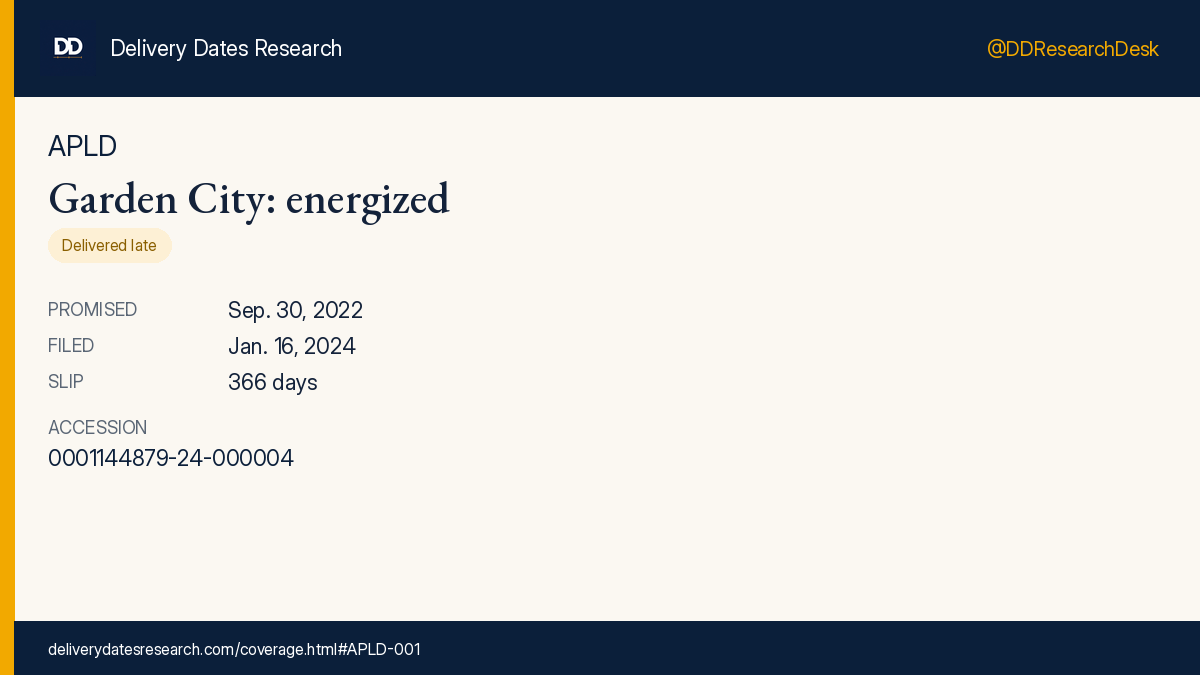 DD
Delivery Dates Research
@DDResearchDesk
APLD
Garden City: energized
Delivered late
PROMISED Sep. 30, 2022
FILED Jan. 16, 2024
SLIP 366 days
ACCESSION
0001144879-24-000004
deliverydatesresearch.com/coverage.html#APLD-001